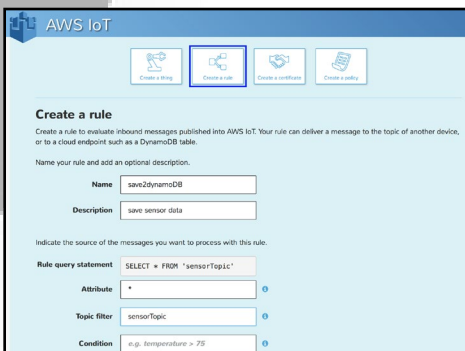 AWS IoT
Create a thing
Create a rule
Create a certificate
Create a policy
Create a rule
Create a rule to evaluate inbound messages published into AWS IoT. Your rule can deliver a message to the topic of another device,
or to a cloud endpoint such as a DynamoDB table.
Name your rule and add an optional description.
Name save2dynamoDB
Description save sensor data
Indicate the source of the messages you want to process with this rule.
Rule query statement SELECT * FROM 'sensorTopic'
Attribute *
Topic filter sensorTopic
Condition e.g. temperature > 75